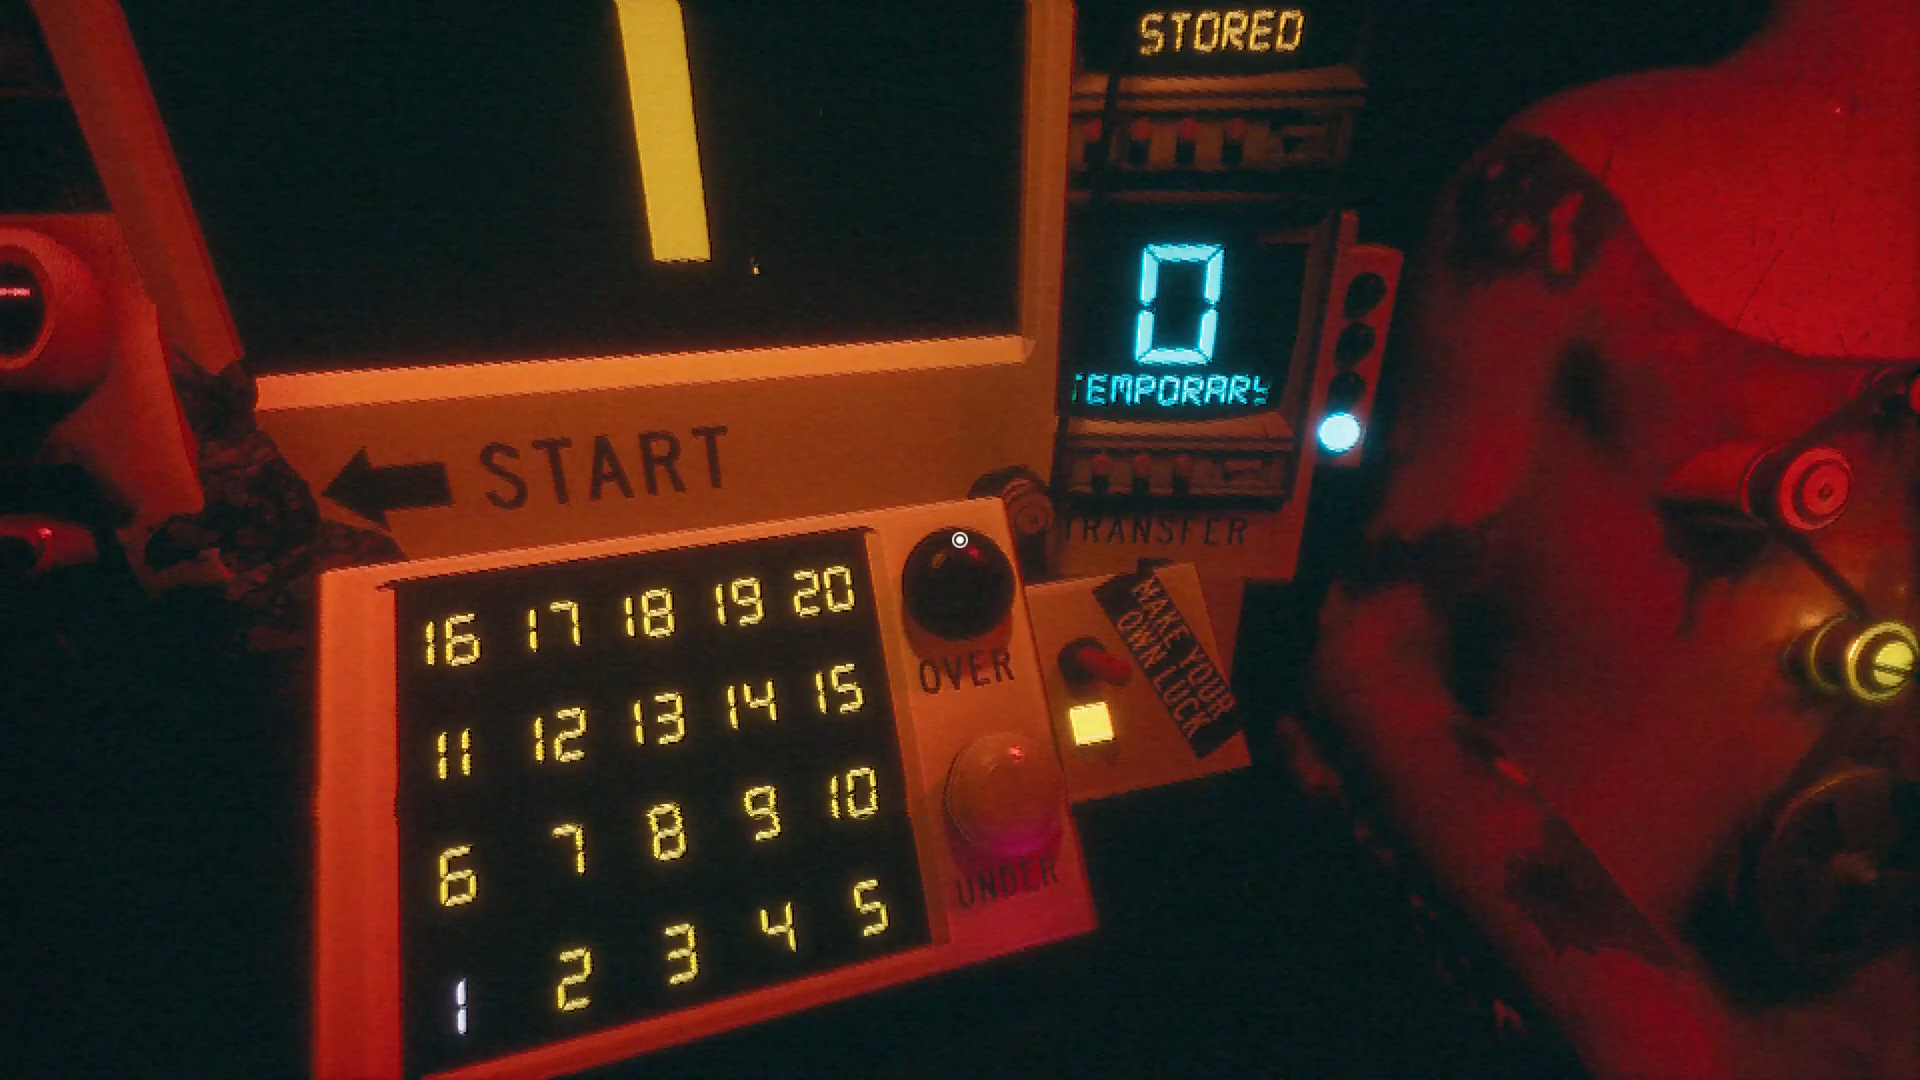 STORED
0
TEMPORARY
START
TRANSFER
16 17 18 19 20
11 12 13 14 15
6 7 8 9 10
1 2 3 4 5
OVER
UNDER
MAKE YOUR
OWN LUCK